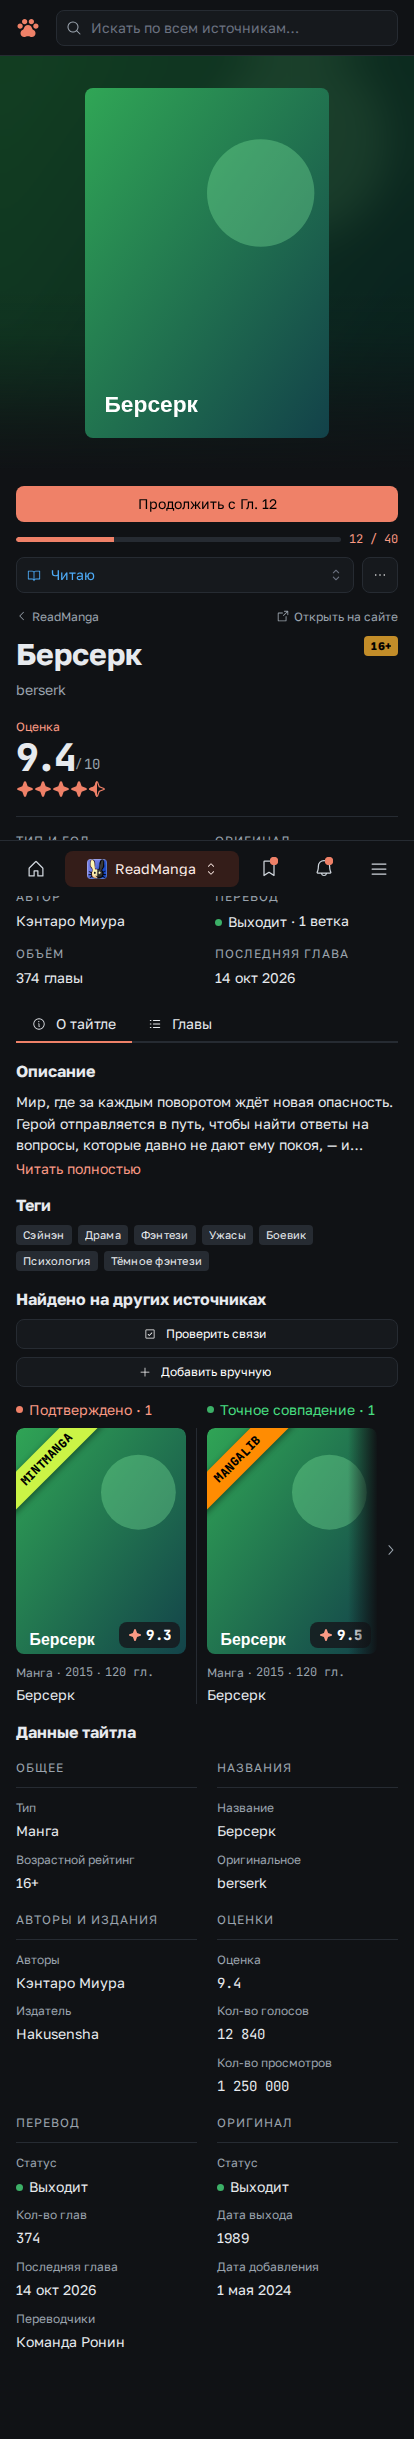 Искать по всем источникам...
Берсерк
Продолжить с Гл. 12
12 / 40
Читаю
ReadManga
Открыть на сайте
Берсерк
16+
berserk
Оценка
9.4 / 10
ReadManga
Кэнтаро Миура
Выходит · 1 ветка
ОБЪЁМ
ПОСЛЕДНЯЯ ГЛАВА
374 главы
14 окт 2026
О тайтле
Главы
Описание
Мир, где за каждым поворотом ждёт новая опасность.
Герой отправляется в путь, чтобы найти ответы на
вопросы, которые давно не дают ему покоя, — и...
Читать полностью
Теги
Сэйнэн
Драма
Фэнтези
Ужасы
Боевик
Психология
Тёмное фэнтези
Найдено на других источниках
Проверить связи
Добавить вручную
Подтверждено · 1
Точное совпадение · 1
MINTMANGA
MANGALIB
Берсерк
9.3
Берсерк
9.5
Манга · 2015 · 120 гл.
Манга · 2015 · 120 гл.
Берсерк
Берсерк
Данные тайтла
ОБЩЕЕ
НАЗВАНИЯ
Тип
Название
Манга
Берсерк
Возрастной рейтинг
Оригинальное
16+
berserk
АВТОРЫ И ИЗДАНИЯ
ОЦЕНКИ
Авторы
Оценка
Кэнтаро Миура
9.4
Издатель
Кол-во голосов
Hakusensha
12 840
Кол-во просмотров
1 250 000
ПЕРЕВОД
ОРИГИНАЛ
Статус
Статус
Выходит
Выходит
Кол-во глав
Дата выхода
374
1989
Последняя глава
Дата добавления
14 окт 2026
1 мая 2024
Переводчики
Команда Ронин